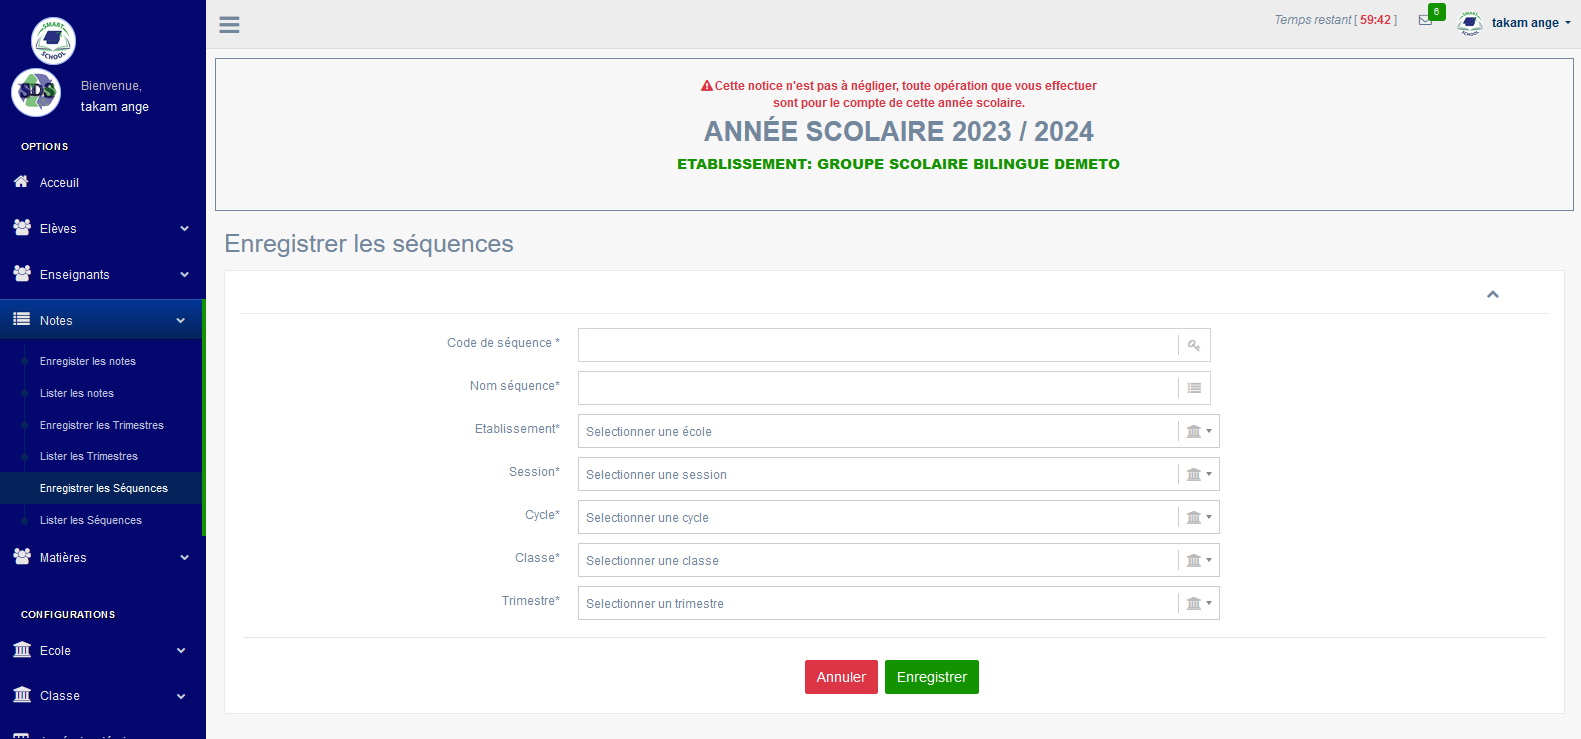 SMART
SCHOOL
SDS
Bienvenue,
takam ange
OPTIONS
Acceuil
Elèves
Enseignants
Notes
Enregister les notes
Lister les notes
Enregistrer les Trimestres
Lister les Trimestres
Enregistrer les Séquences
Lister les Séquences
Matières
CONFIGURATIONS
Ecole
Classe
Temps restant [ 59:42 ]
6
takam ange
Cette notice n'est pas à négliger, toute opération que vous effectuer
sont pour le compte de cette année scolaire.
ANNÉE SCOLAIRE 2023 / 2024
ETABLISSEMENT: GROUPE SCOLAIRE BILINGUE DEMETO
Enregistrer les séquences
Code de séquence *
Nom séquence*
Etablissement*
Selectionner une école
Session*
Selectionner une session
Cycle*
Selectionner une cycle
Classe*
Selectionner une classe
Trimestre*
Selectionner un trimestre
Annuler
Enregistrer